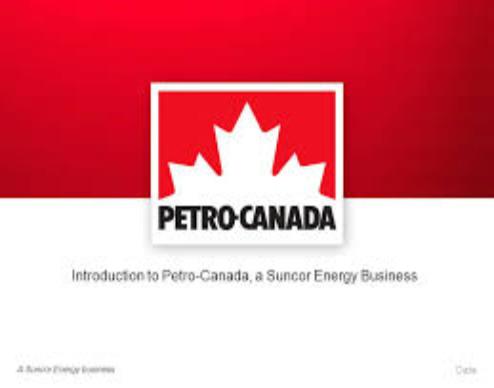 PETRO-CANADA
Introduction to Petro-Canada, a Suncor Energy Business
A Suncor Energy business
Date